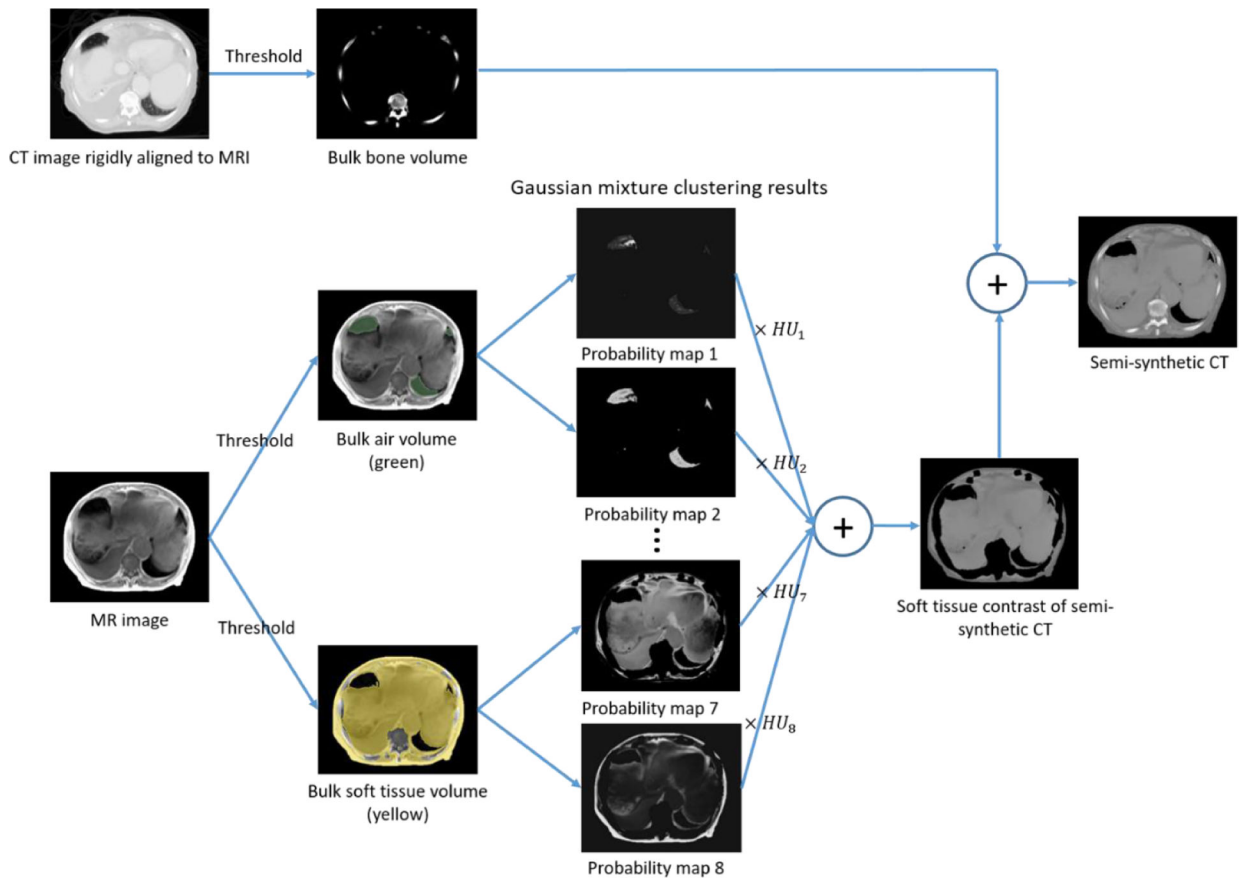 Threshold
CT image rigidly aligned to MRI
Bulk bone volume
Gaussian mixture clustering results
Probability map 1
× HU₁
Probability map 2
× HU₂
⋮
Probability map 7
× HU₇
Probability map 8
× HU₈
Threshold
Bulk air volume
(green)
MR image
Threshold
Bulk soft tissue volume
(yellow)
+
Soft tissue contrast of semi-
synthetic CT
+
Semi-synthetic CT